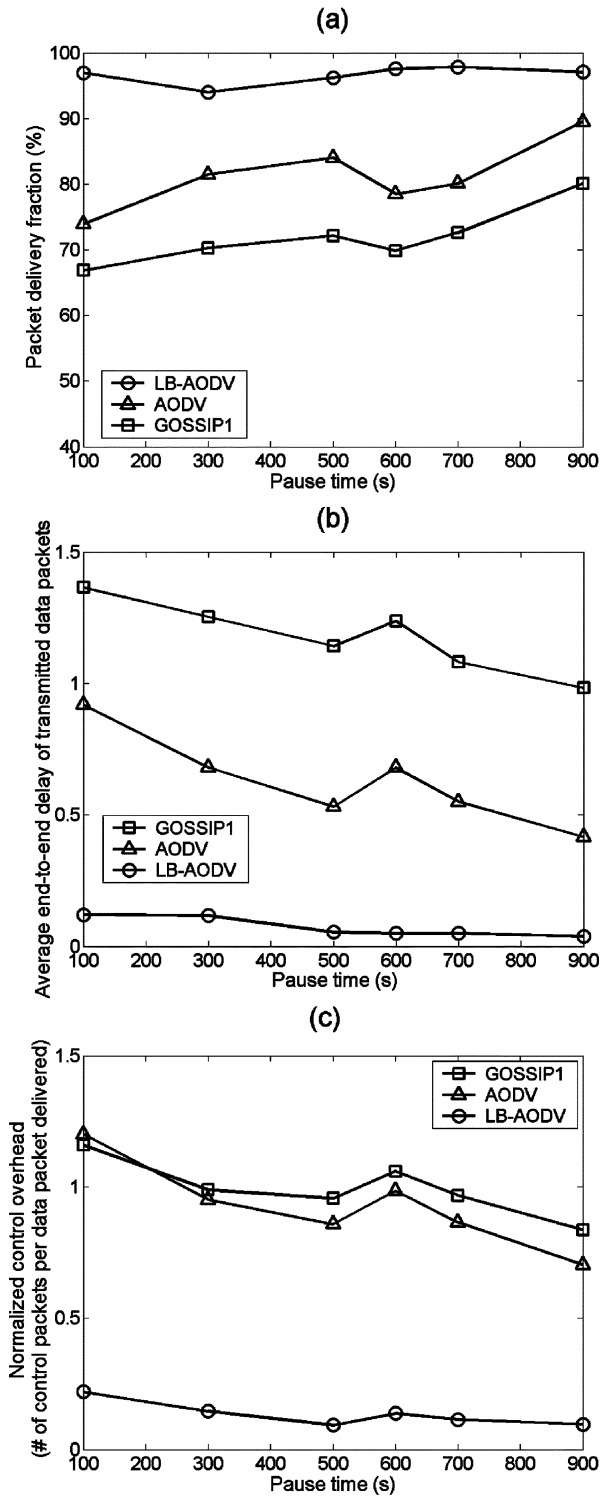 (a)
Packet delivery fraction (%)
100
90
80
70
60
50
40
LB-AODV
AODV
GOSSIP1
100 200 300 400 500 600 700 800 900
Pause time (s)
(b)
Average end-to-end delay of transmitted data packets
1.5
1
0.5
0
GOSSIP1
AODV
LB-AODV
100 200 300 400 500 600 700 800 900
Pause time (s)
(c)
Normalized control overhead
(# of control packets per data packet delivered)
1.5
1
0.5
0
GOSSIP1
AODV
LB-AODV
100 200 300 400 500 600 700 800 900
Pause time (s)